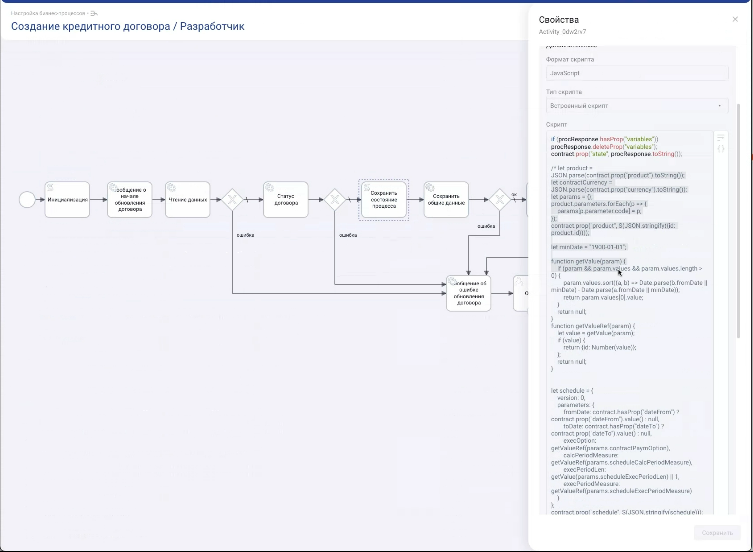 Настройка бизнес-процессов
Создание кредитного договора / Разработчик
Инициализация
Сообщение о
начале
обновления
договора
Чтение данных
Статус
договора
Сохранить
состояние
процесса
Сохранить
общие данные
ок
ошибка
ошибка
ошибка
Сообщение об
ошибке
обновления
договора
Свойства
Activity_0dw2rv7
Формат скрипта
JavaScript
Тип скрипта
Встроенный скрипт
Скрипт
if (procResponse.hasProp("variables"))
procResponse.deleteProp("variables");
contract.prop("state", procResponse.toString());
/* let product =
JSON.parse(contract.prop("product").toString());
let contractCurrency =
JSON.parse(contract.prop("currency").toString());
let params = {};
product.parameters.forEach(p => {
params[p.parameter.code] = p;
});
contract.prop("product", S(JSON.stringify({id:
product.id})));
let minDate = "1900-01-01";
function getValue(param) {
if (param && param.values && param.values.length >
0) {
param.values.sort((a, b) => Date.parse(b.fromDate ||
minDate) - Date.parse(a.fromDate || minDate));
return param.values[0].value;
}
return null;
}
function getValueRef(param) {
let value = getValue(param);
if (value) {
return {id: Number(value)};
};
return null;
}
let schedule = {
version: 0,
parameters: {
fromDate: contract.hasProp("dateFrom") ?
contract.prop("dateFrom").value() : null,
toDate: contract.hasProp("dateTo") ?
contract.prop("dateTo").value() : null,
execOption:
getValueRef(params.contractPaymOption),
calcPeriodMeasure:
getValueRef(params.scheduleCalcPeriodMeasure),
execPeriodLen:
getValue(params.scheduleExecPeriodLen) || 1,
execPeriodMeasure:
getValueRef(params.scheduleExecPeriodMeasure)
}
};
contract.prop("schedule", S(JSON.stringify(schedule)));
Сохранить